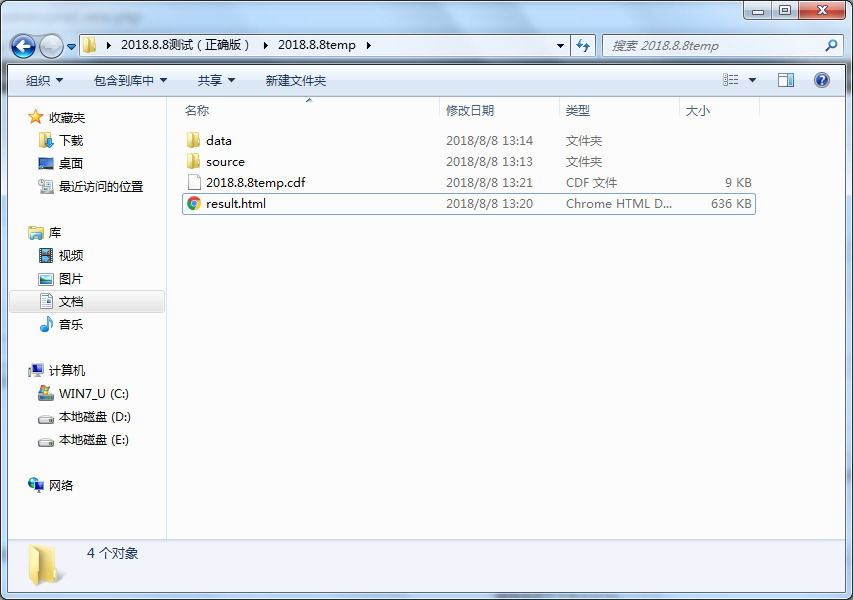 2018.8.8测试（正确版） 2018.8.8temp
搜索 2018.8.8temp
组织 包含到库中 共享 新建文件夹
名称 修改日期 类型 大小
收藏夹
下载
桌面
最近访问的位置
库
视频
图片
文档
音乐
计算机
WIN7_U (C:)
本地磁盘 (D:)
本地磁盘 (E:)
网络
data 2018/8/8 13:14 文件夹
source 2018/8/8 13:13 文件夹
2018.8.8temp.cdf 2018/8/8 13:21 CDF 文件 9 KB
result.html 2018/8/8 13:20 Chrome HTML D... 636 KB
4 个对象